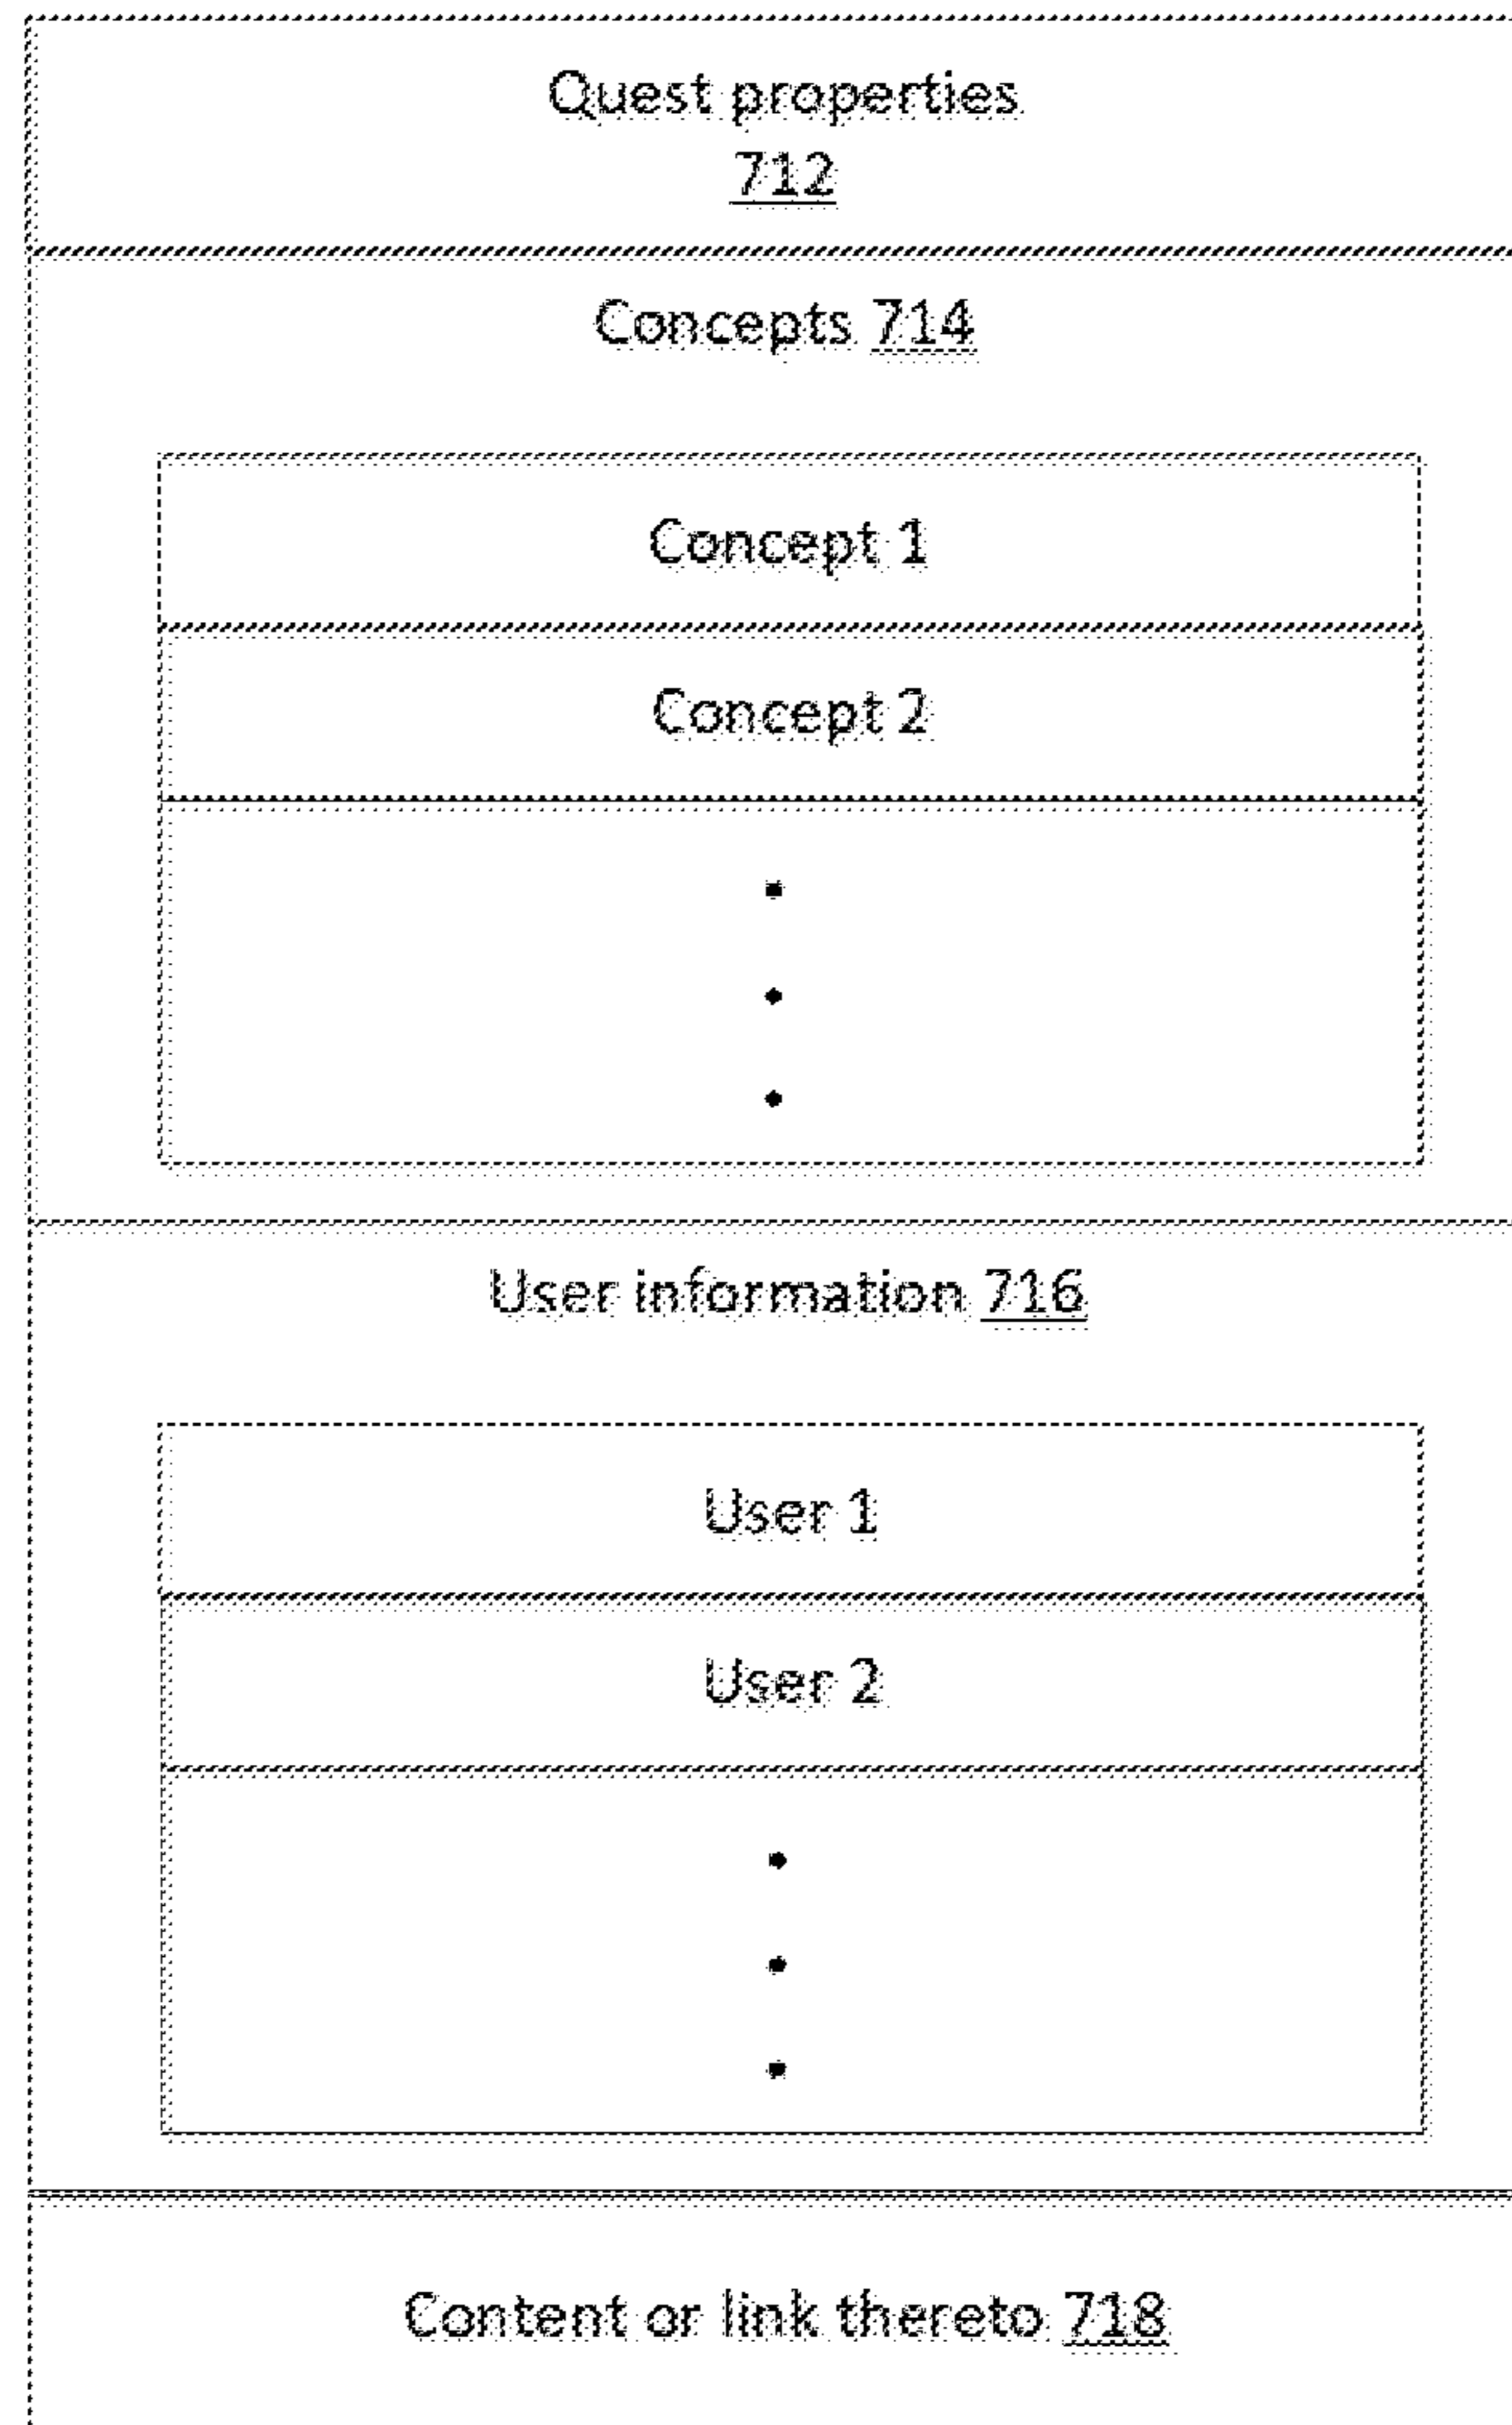 Quest properties
712
Concepts 714
Concept 1
Concept 2
User information 716
User 1
User 2
Content or link thereto 718